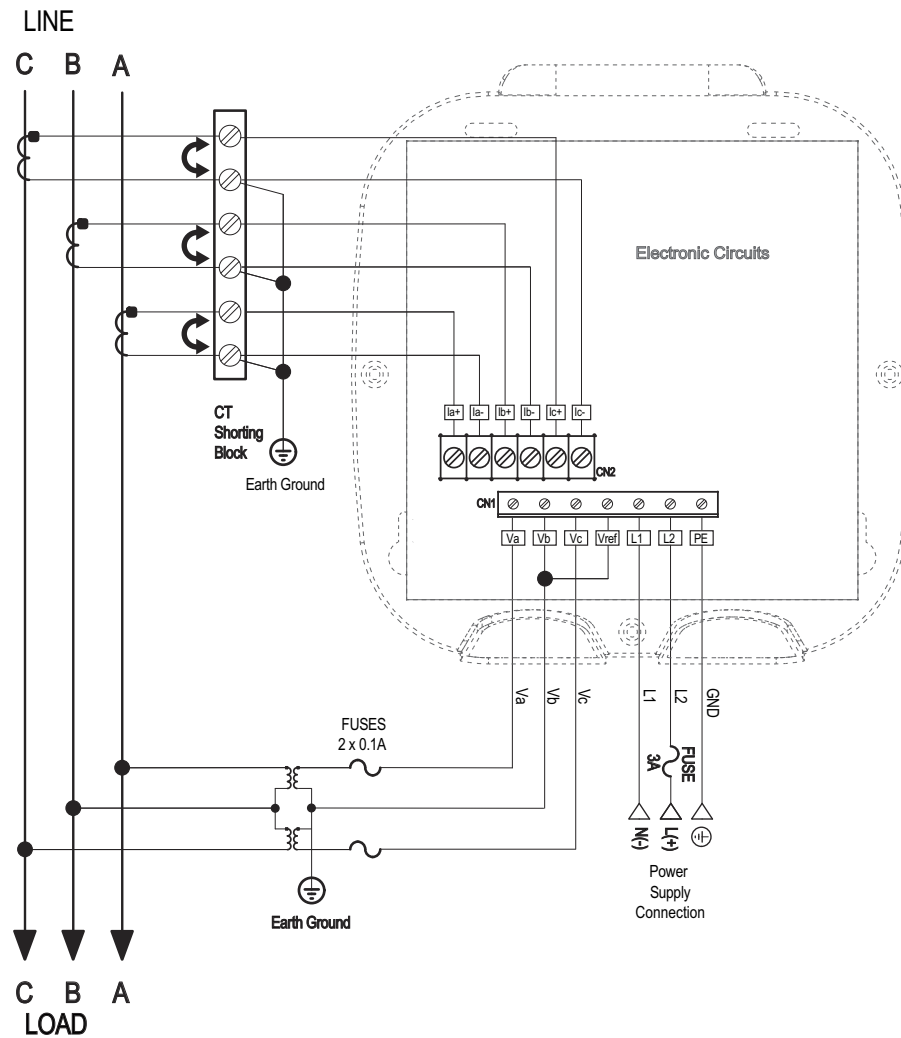 LINE
C B A
Electronic Circuits
Ia+ Ia- Ib+ Ib- Ic+ Ic-
CT
Shorting
Block
Earth Ground
CN2
CN1
Va Vb Vc Vref L1 L2 PE
Va Vb Vc L1 L2 GND
FUSES
2 x 0.1A
FUSE
3A
N(-) L(+)
Power
Supply
Connection
Earth Ground
C B A
LOAD